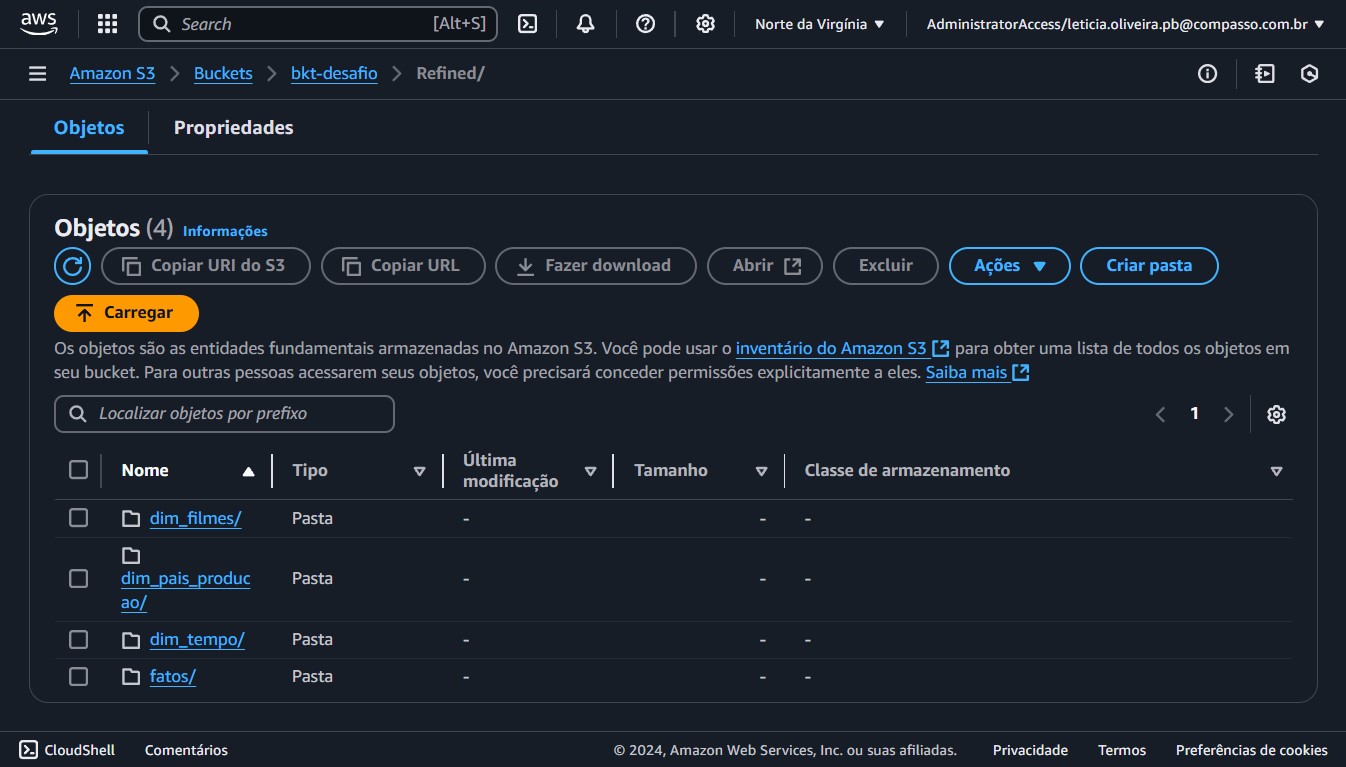 aws Search [Alt+S] Norte da Virgínia AdministratorAccess/leticia.oliveira.pb@compasso.com.br
Amazon S3 Buckets bkt-desafio Refined/
Objetos Propriedades
Objetos (4) Informações
Copiar URI do S3 Copiar URL Fazer download Abrir Excluir Ações Criar pasta
Carregar
Os objetos são as entidades fundamentais armazenadas no Amazon S3. Você pode usar o inventário do Amazon S3 para obter uma lista de todos os objetos em
seu bucket. Para outras pessoas acessarem seus objetos, você precisará conceder permissões explicitamente a eles. Saiba mais
Localizar objetos por prefixo 1
Nome Tipo Última modificação Tamanho Classe de armazenamento
dim_filmes/ Pasta - - -
dim_pais_produc
ao/ Pasta - - -
dim_tempo/ Pasta - - -
fatos/ Pasta - - -
CloudShell Comentários © 2024, Amazon Web Services, Inc. ou suas afiliadas. Privacidade Termos Preferências de cookies